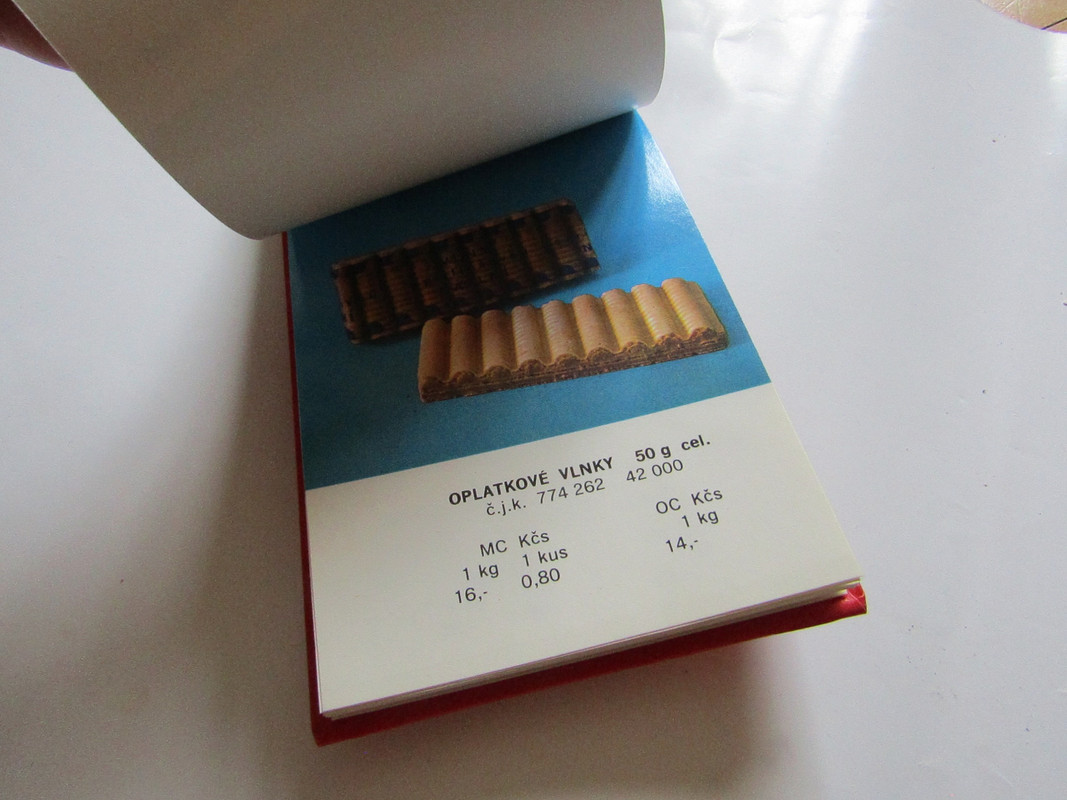 OPLATKOVÉ VLNKY 50 g cel.
č.j.k. 774 262 42 000
MC Kčs OC Kčs
1 kg 1 kus 1 kg
16,- 0,80 14,-